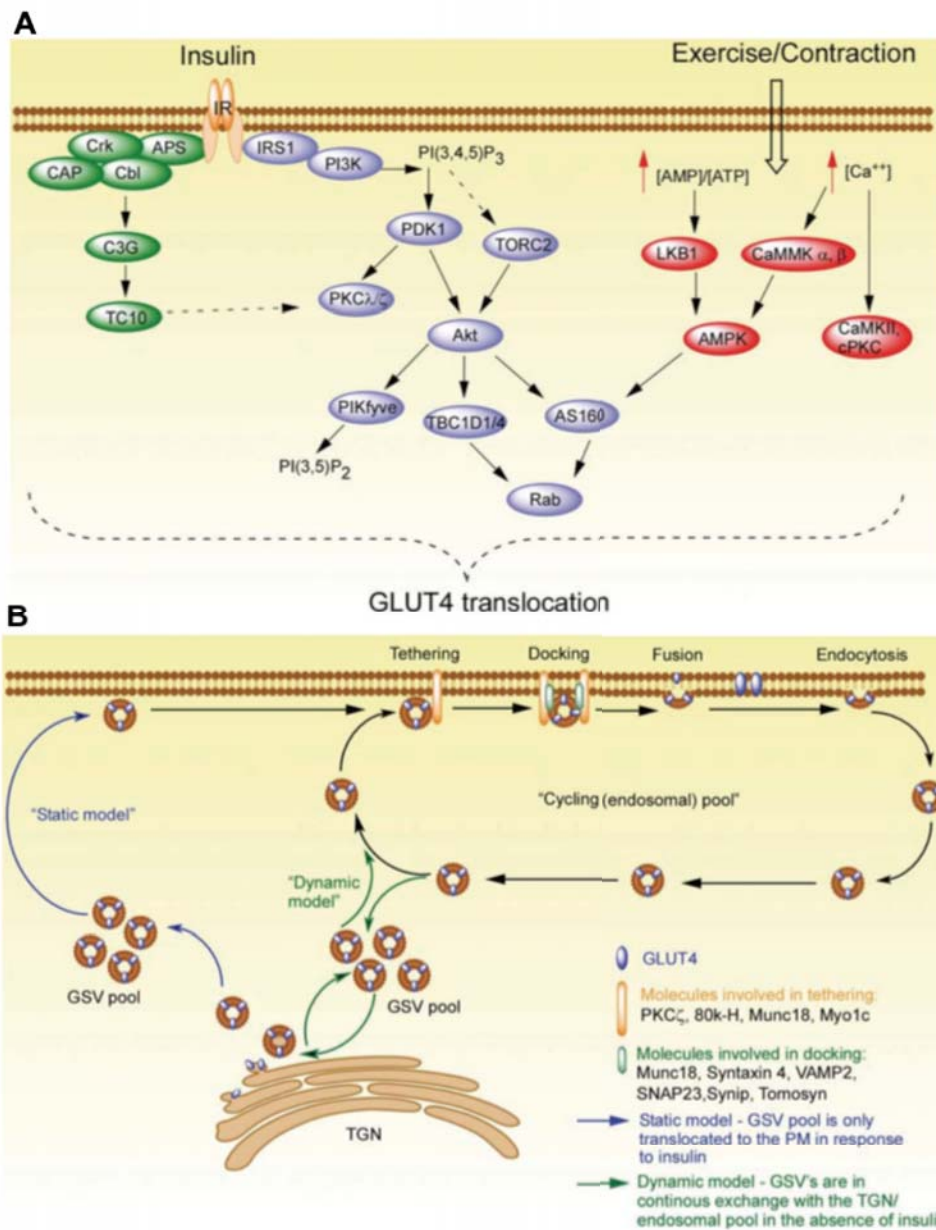 A
Insulin
Exercise/Contraction
IR
Crk
APS
IRS1
CAP
Cbl
PI3K
PI(3,4,5)P3
[AMP]/[ATP]
[Ca++]
C3G
PDK1
TORC2
LKB1
CaMMK α, β
TC10
PKCλ/ζ
Akt
AMPK
CaMKII,
cPKC
PIKfyve
TBC1D1/4
AS160
PI(3,5)P2
Rab
GLUT4 translocation
B
Tethering
Docking
Fusion
Endocytosis
"Static model"
"Cycling (endosomal) pool"
"Dynamic
model"
GSV pool
GSV pool
TGN
GLUT4
Molecules involved in tethering:
PKCζ, 80k-H, Munc18, Myo1c
Molecules involved in docking:
Munc18, Syntaxin 4, VAMP2,
SNAP23,Synip, Tomosyn
Static model - GSV pool is only
translocated to the PM in response
to insulin
Dynamic model - GSV's are in
continous exchange with the TGN/
endosomal pool in the absence of insuli